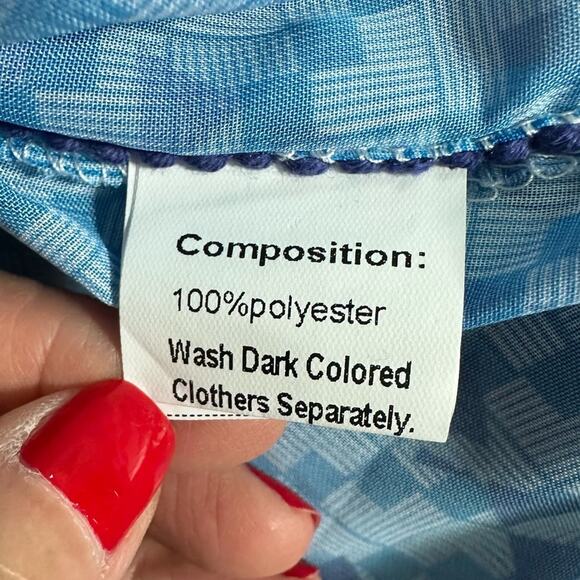 Composition:
100%polyester
Wash Dark Colored
Clothers Separately.